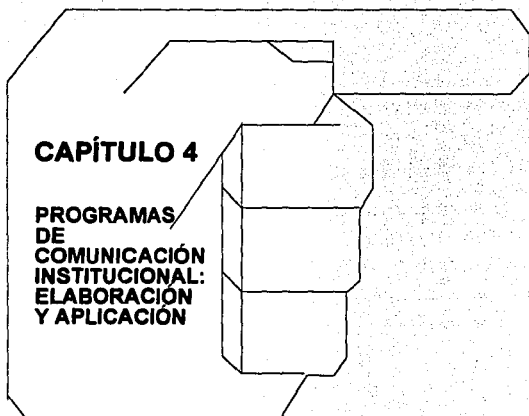 CAPÍTULO 4
PROGRAMAS
DE
COMUNICACIÓN
INSTITUCIONAL:
ELABORACIÓN
Y APLICACIÓN